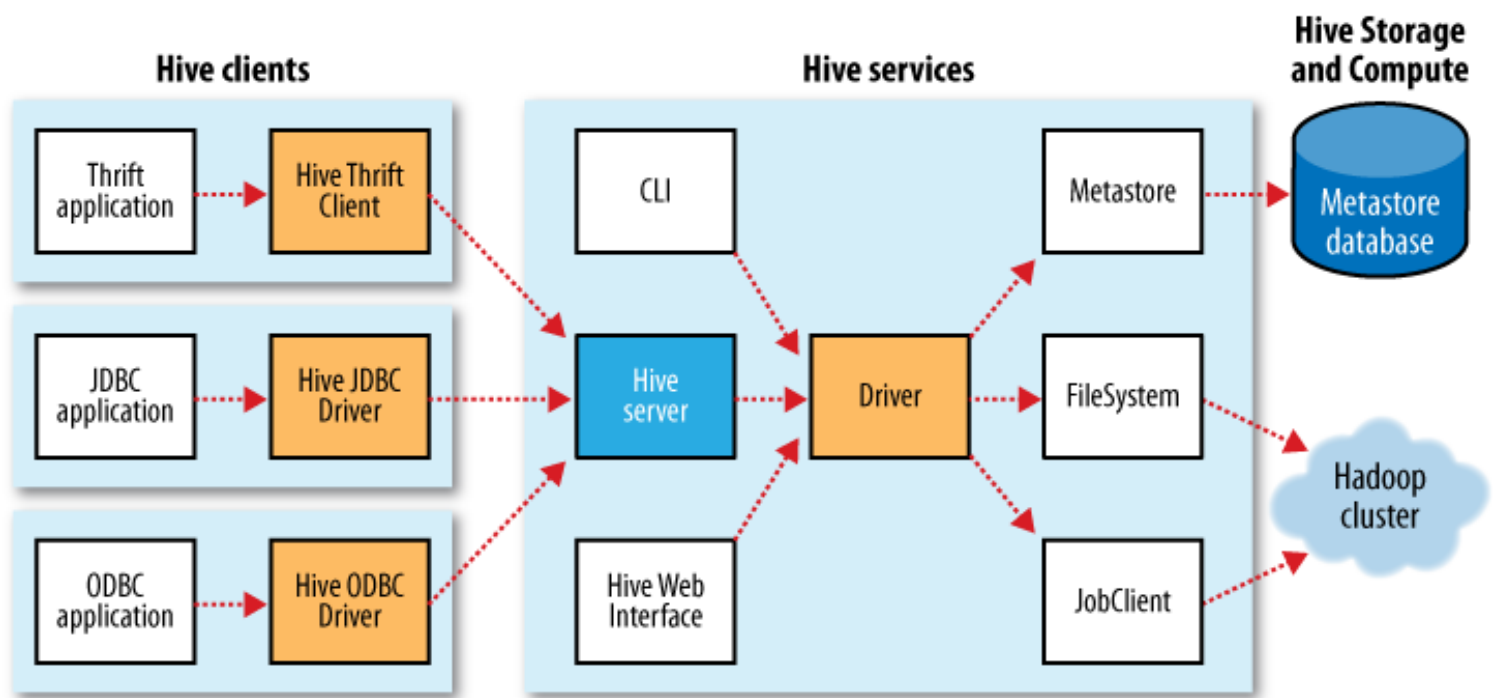 Hive clients
Hive services
Hive Storage
and Compute
Thrift
application
Hive Thrift
Client
CLI
Metastore
Metastore
database
JDBC
application
Hive JDBC
Driver
Hive
server
Driver
FileSystem
Hadoop
cluster
ODBC
application
Hive ODBC
Driver
Hive Web
Interface
JobClient